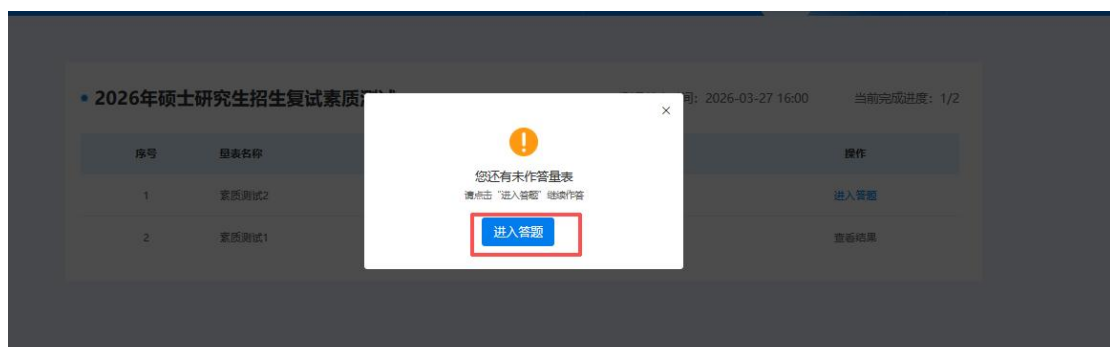 2026年硕士研究生招生复试素质
间：2026-03-27 16:00
当前完成进度：1/2
序号
量表名称
操作
1
素质测试2
进入答题
2
素质测试1
查看结果
×
!
您还有未作答量表
请点击“进入答题”继续作答
进入答题